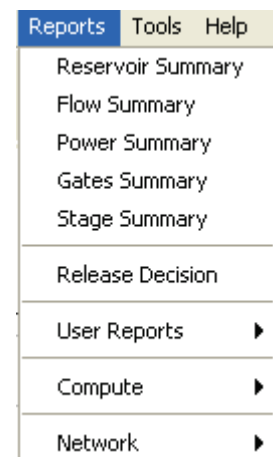 Reports Tools Help
Reservoir Summary
Flow Summary
Power Summary
Gates Summary
Stage Summary
Release Decision
User Reports
Compute
Network